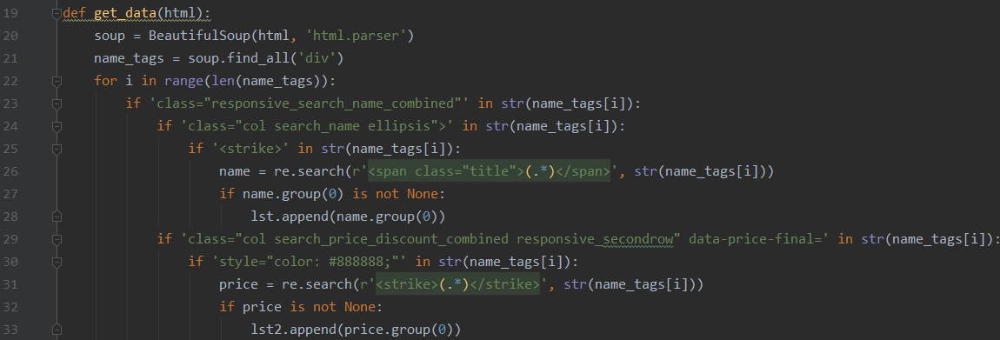 19 def get_data(html):
20     soup = BeautifulSoup(html, 'html.parser')
21     name_tags = soup.find_all('div')
22     for i in range(len(name_tags)):
23         if 'class="responsive_search_name_combined"' in str(name_tags[i]):
24             if 'class="col search_name ellipsis">' in str(name_tags[i]):
25                 if '<strike>' in str(name_tags[i]):
26                     name = re.search(r'<span class="title">(.*)</span>', str(name_tags[i]))
27                     if name.group(0) is not None:
28                         lst.append(name.group(0))
29             if 'class="col search_price_discount_combined responsive_secondrow" data-price-final=' in str(name_tags[i]):
30                 if 'style="color: #888888;"' in str(name_tags[i]):
31                     price = re.search(r'<strike>(.*)</strike>', str(name_tags[i]))
32                     if price is not None:
33                         lst2.append(price.group(0))